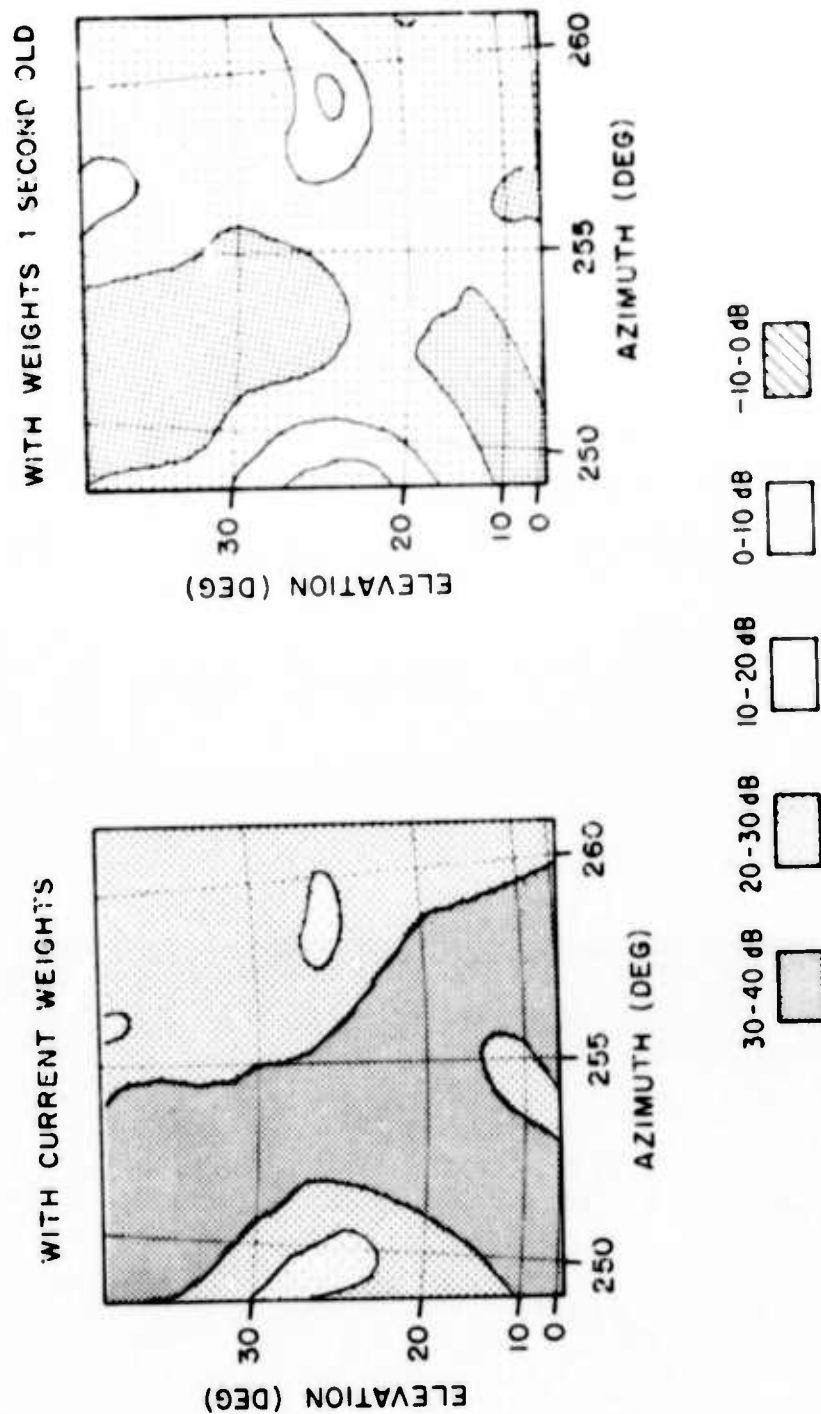 WITH CURRENT WEIGHTS
ELEVATION (DEG)
30
20
10
0
250
255
260
AZIMUTH (DEG)
WITH WEIGHTS 1 SECOND OLD
ELEVATION (DEG)
30
20
10
0
250
255
260
AZIMUTH (DEG)
30-40 dB
20-30 dB
10-20 dB
0-10 dB
-10-0 dB